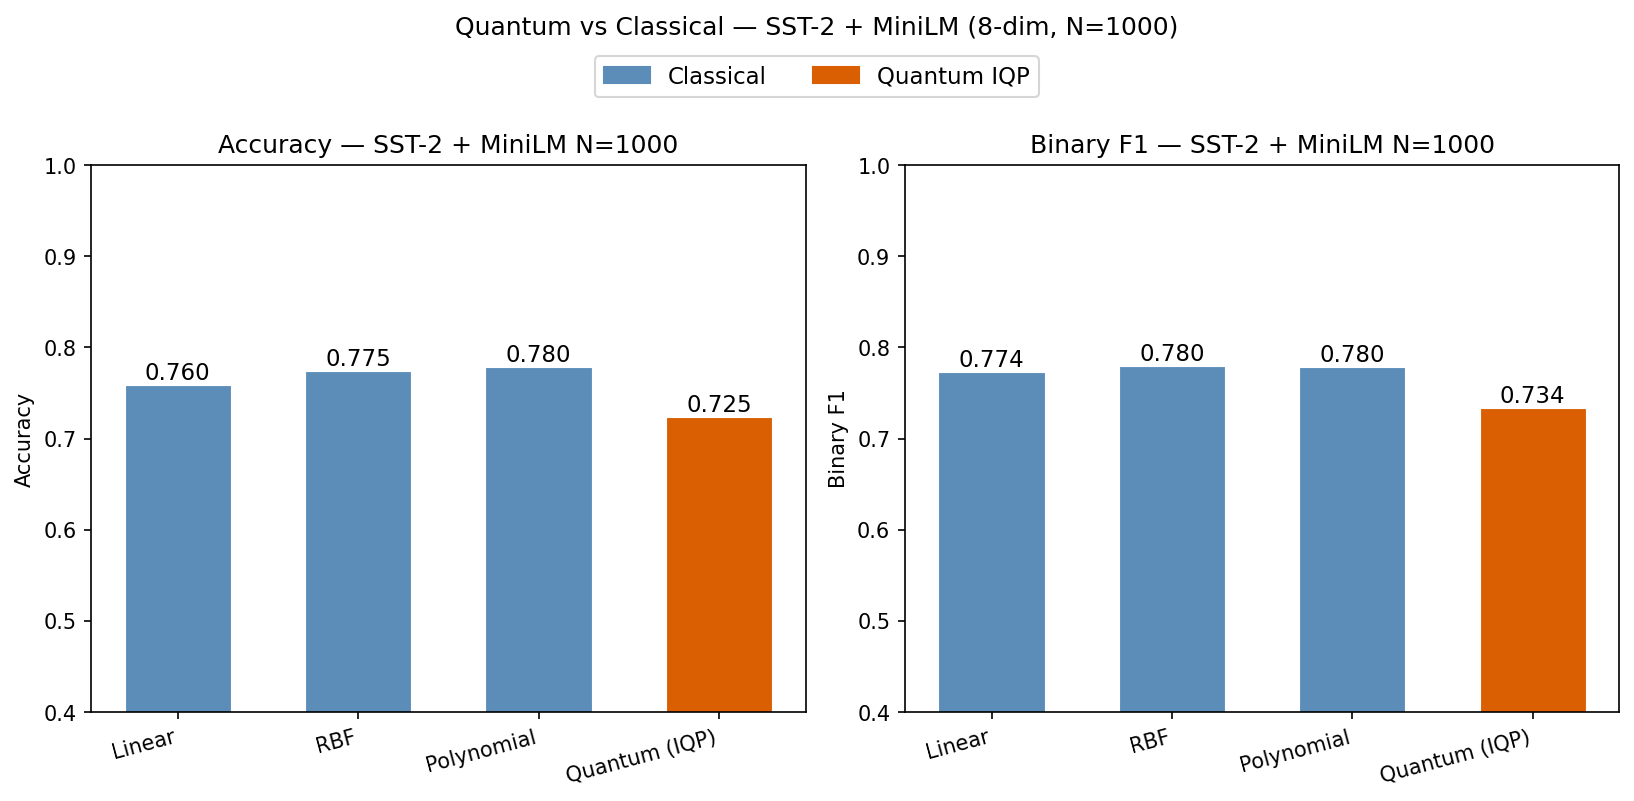 Quantum vs Classical — SST-2 + MiniLM (8-dim, N=1000)
Classical
Quantum IQP
Accuracy — SST-2 + MiniLM N=1000
1.0
0.9
0.8
0.7
0.6
0.5
0.4
Accuracy
0.760
0.775
0.780
0.725
Linear
RBF
Polynomial
Quantum (IQP)
Binary F1 — SST-2 + MiniLM N=1000
1.0
0.9
0.8
0.7
0.6
0.5
0.4
Binary F1
0.774
0.780
0.780
0.734
Linear
RBF
Polynomial
Quantum (IQP)